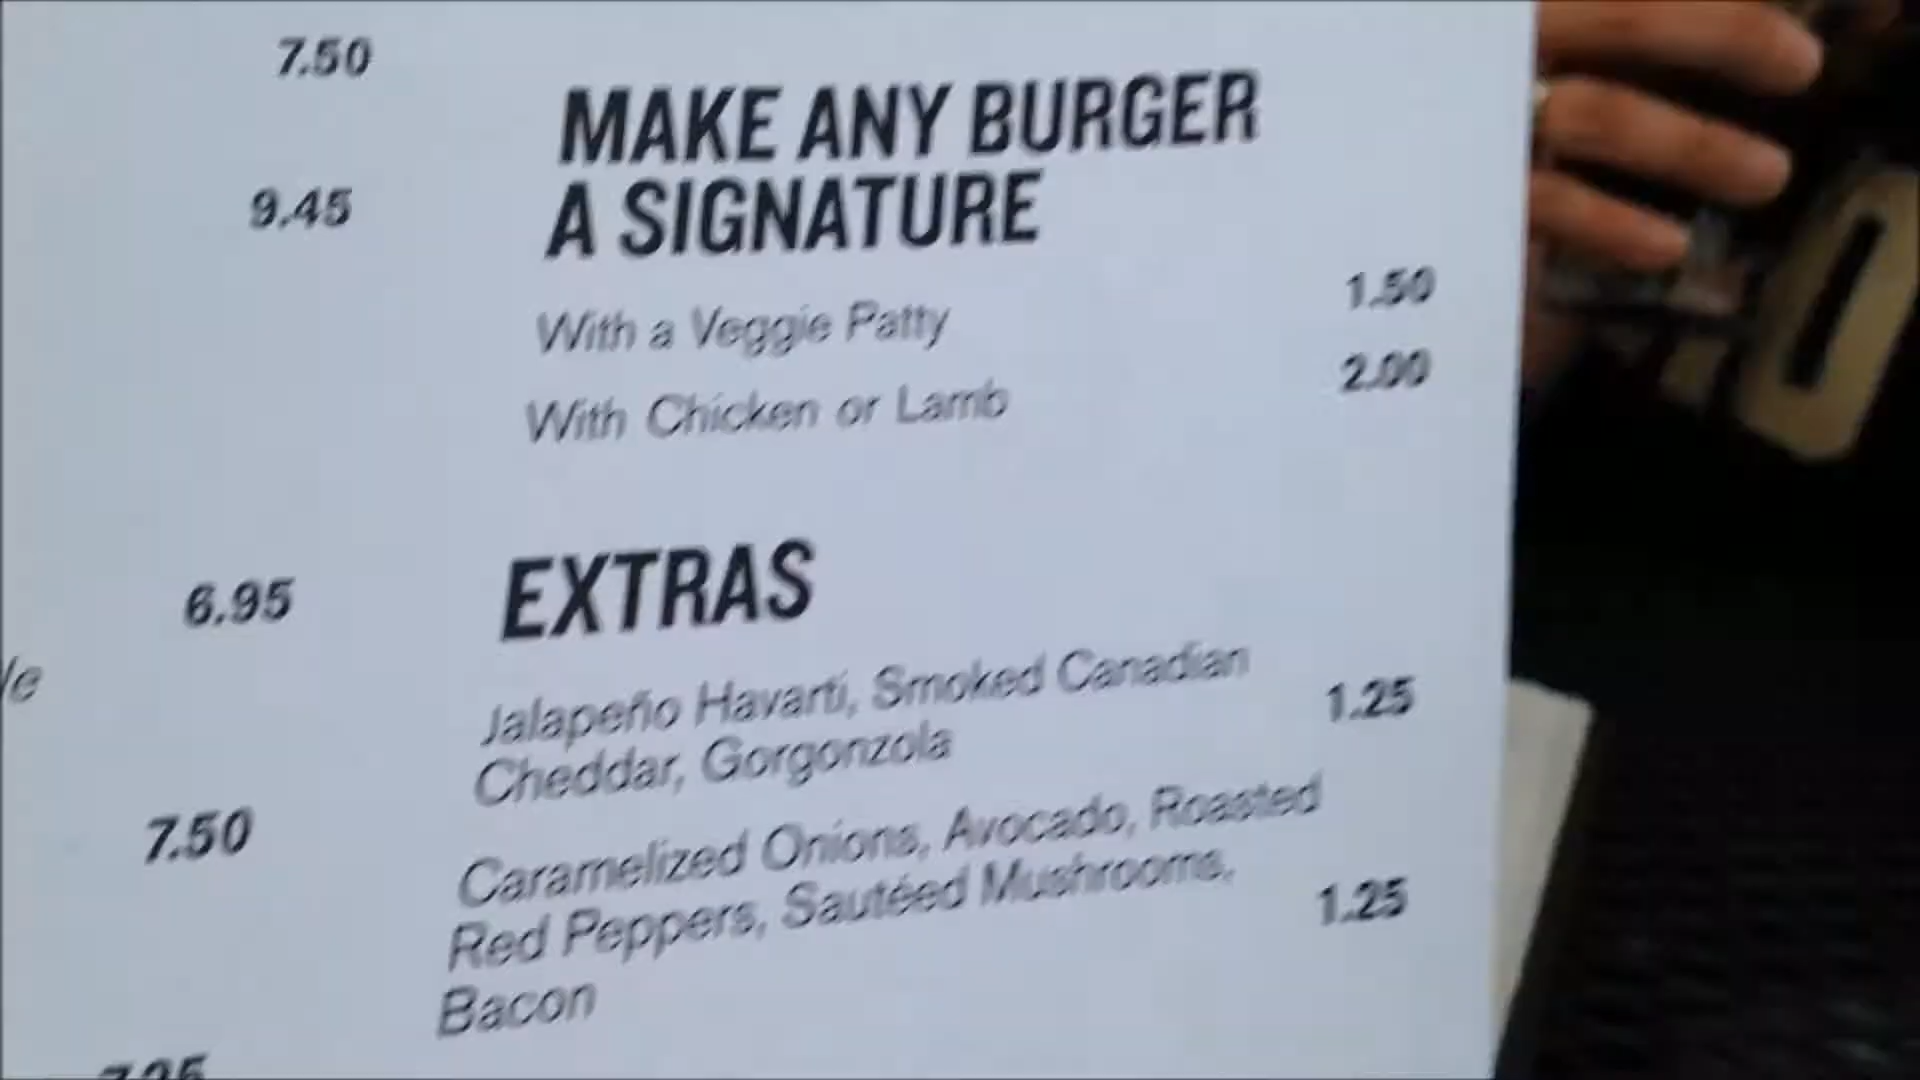 7.50
9.45
6.95
7.50
MAKE ANY BURGER
A SIGNATURE
With a Veggie Patty 1.50
With Chicken or Lamb 2.00
EXTRAS
Jalapeño Havarti, Smoked Canadian
Cheddar, Gorgonzola 1.25
Caramelized Onions, Avocado, Roasted
Red Peppers, Sautéed Mushrooms, 1.25
Bacon